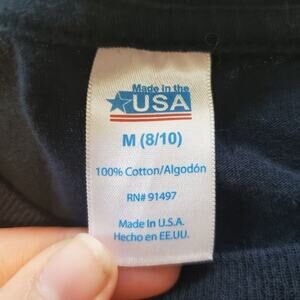 Made in the
USA
M (8/10)
100% Cotton/Algodón
RN# 91497
Made In U.S.A.
Hecho en EE.UU.